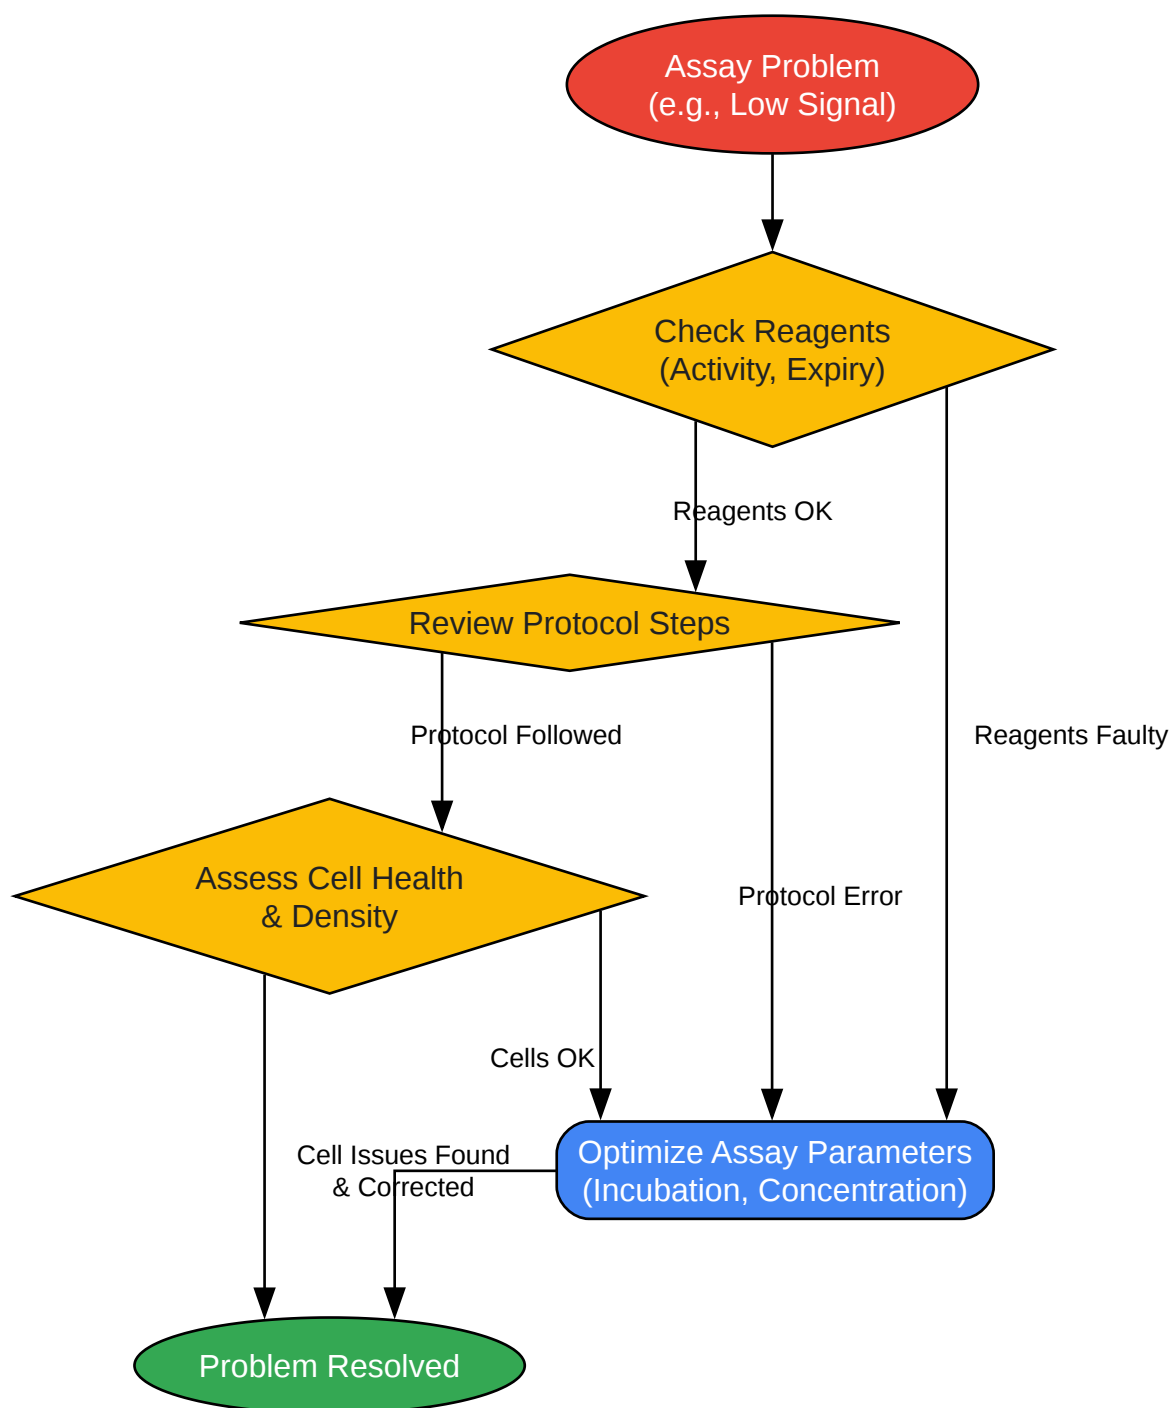 Assay Problem
(e.g., Low Signal)
Check Reagents
(Activity, Expiry)
Reagents OK
Review Protocol Steps
Protocol Followed
Reagents Faulty
Assess Cell Health
& Density
Protocol Error
Cells OK
Cell Issues Found
& Corrected
Optimize Assay Parameters
(Incubation, Concentration)
Problem Resolved